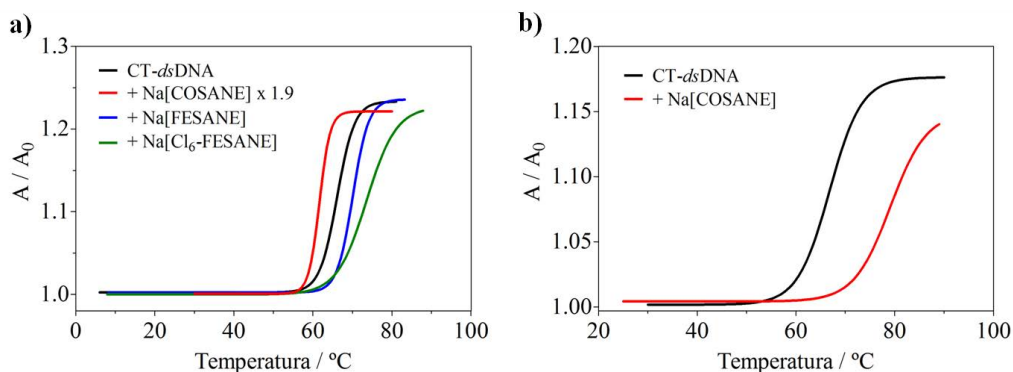 a)
1.3
1.2
1.1
1.0
A / A0
CT-dsDNA
+ Na[COSANE] x 1.9
+ Na[FESANE]
+ Na[Cl6-FESANE]
0 20 40 60 80 100
Temperatura / ºC
b)
1.20
1.15
1.10
1.05
1.00
A / A0
CT-dsDNA
+ Na[COSANE]
20 40 60 80 100
Temperatura / ºC